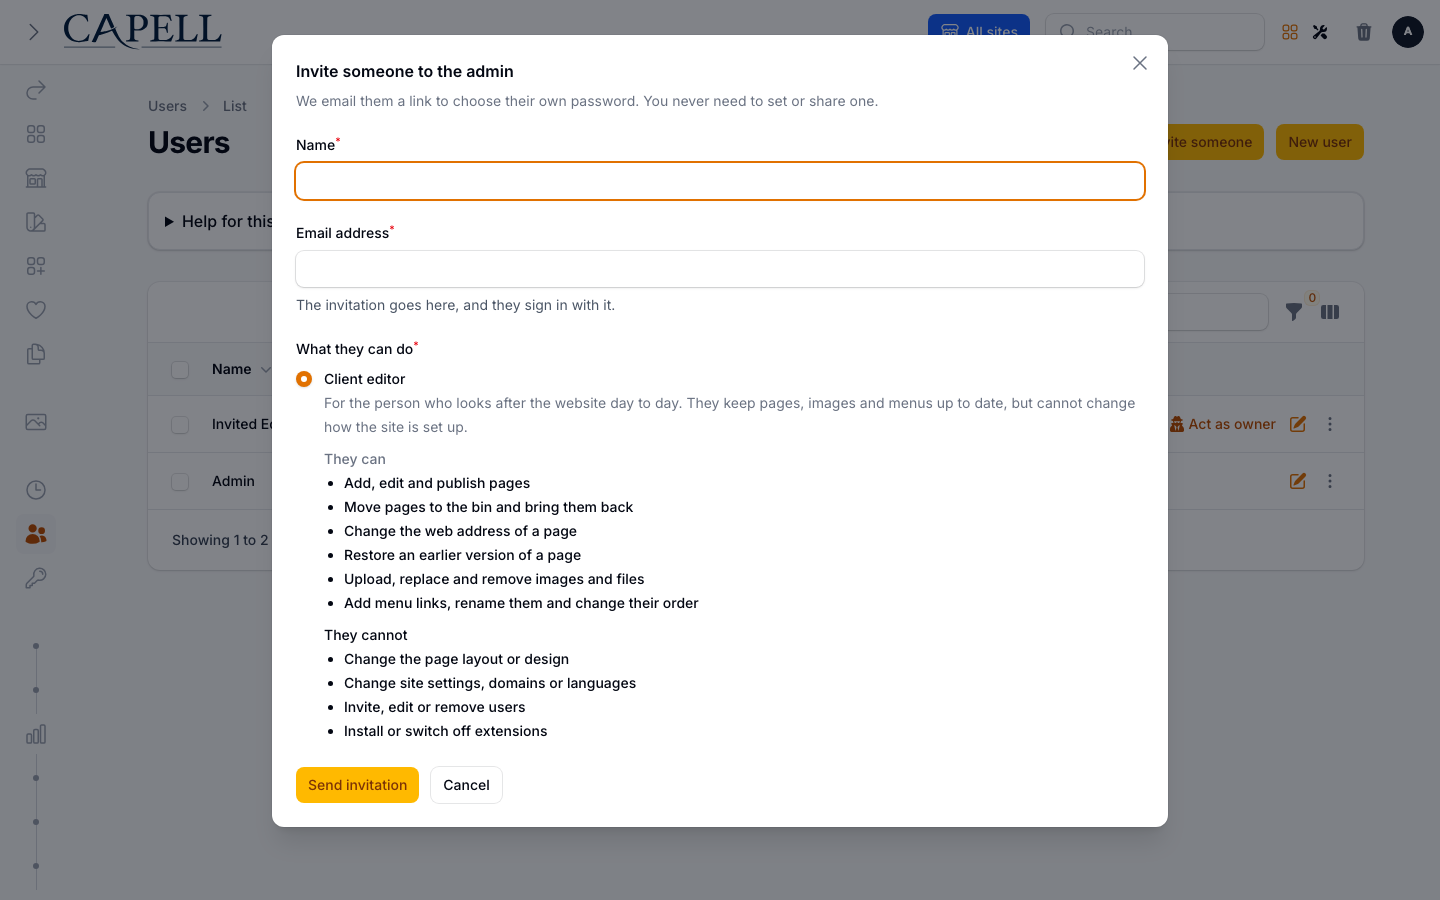 CAPELL
All sites
Search
A
Users
List
Users
New user
Help for this
Name
Invited
Admin
Showing 1 to 2
0
Act as owner
someone
Invite someone to the admin
We email them a link to choose their own password. You never need to set or share one.
Name*
Email address*
The invitation goes here, and they sign in with it.
What they can do*
Client editor
For the person who looks after the website day to day. They keep pages, images and menus up to date, but cannot change
how the site is set up.
They can
Add, edit and publish pages
Move pages to the bin and bring them back
Change the web address of a page
Restore an earlier version of a page
Upload, replace and remove images and files
Add menu links, rename them and change their order
They cannot
Change the page layout or design
Change site settings, domains or languages
Invite, edit or remove users
Install or switch off extensions
Send invitation
Cancel